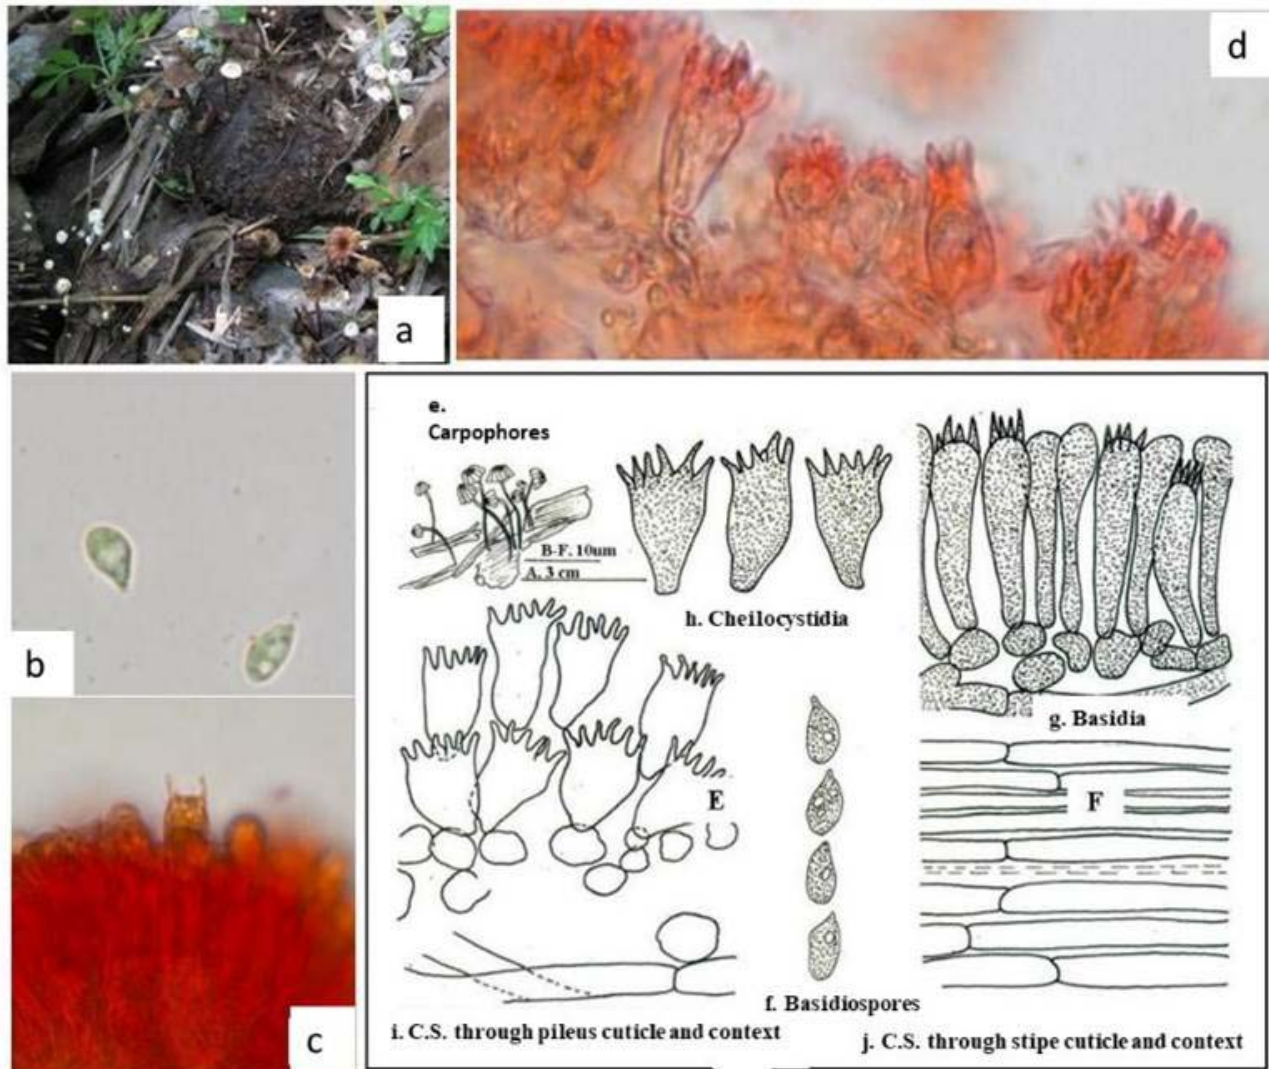 a
d
b
c
e.
Carpophores
B-F. 10um
A. 3 cm
h. Cheilocystidia
g. Basidia
E
F
f. Basidiospores
i. C.S. through pileus cuticle and context
j. C.S. through stipe cuticle and context